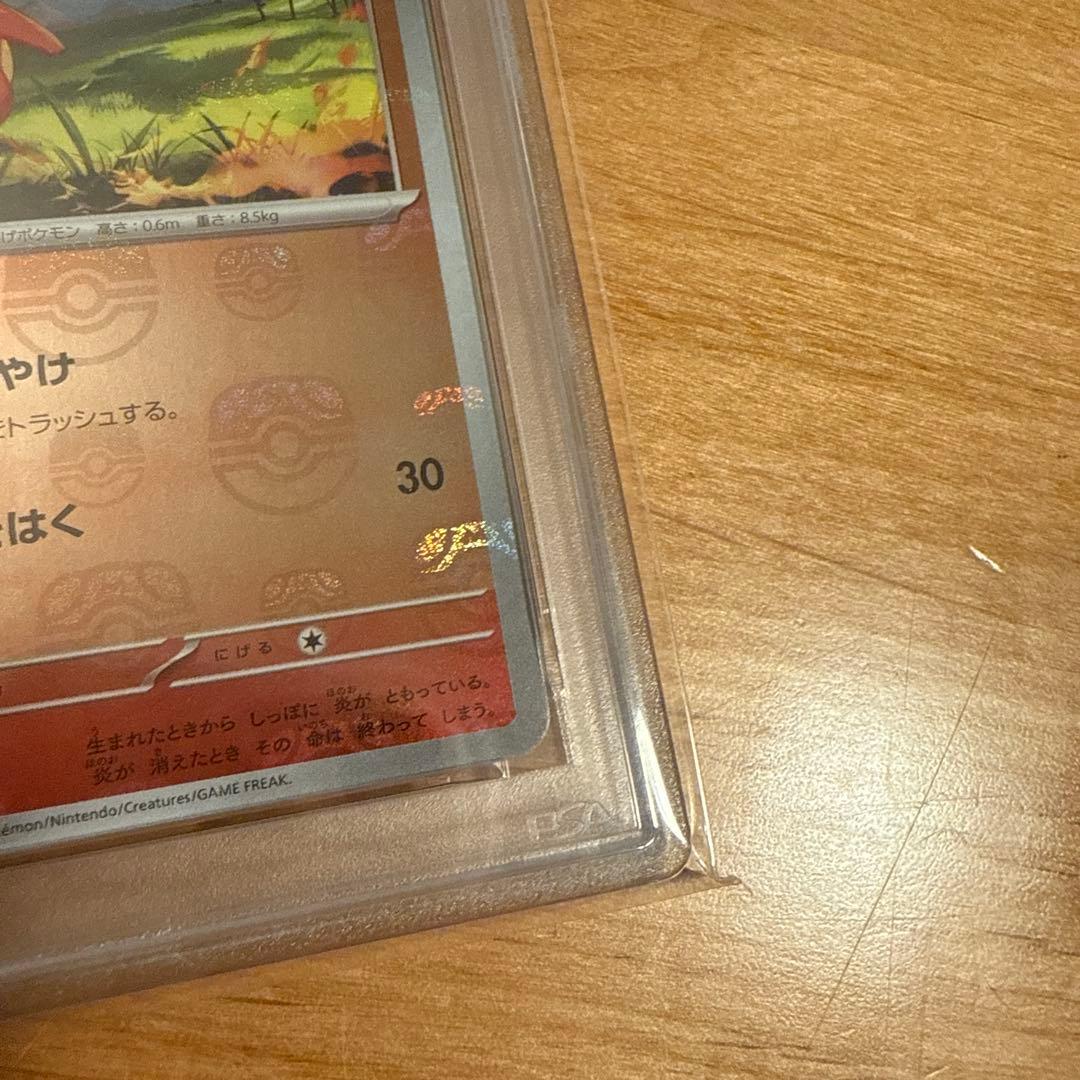 げポケモン 高さ：0.6m 重さ：8.5kg
やけ
トラッシュする。
はく
30
にげる
生まれたときから しっぽに 炎が ともっている。
炎が 消えたとき その 命は 終わって しまう。
émon/Nintendo/Creatures/GAME FREAK.
PSA